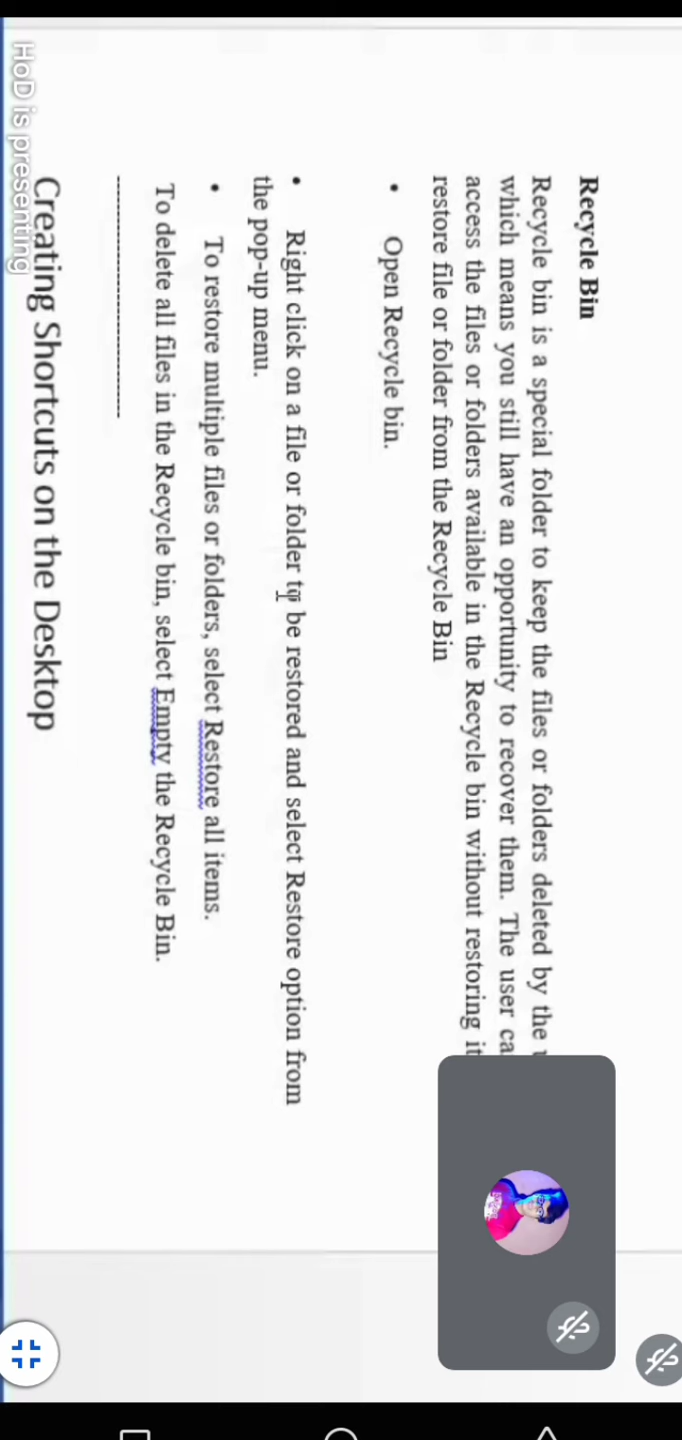 Recycle Bin
Recycle bin is a special folder to keep the files or folders deleted by the
which means you still have an opportunity to recover them. The user
access the files or folders available in the Recycle bin without restoring
restore file or folder from the Recycle Bin
• Open Recycle bin.
• Right click on a file or folder to be restored and select Restore option from
the pop-up menu.
• To restore multiple files or folders, select Restore all items.
To delete all files in the Recycle bin, select Empty the Recycle Bin.
Creating Shortcuts on the Desktop
HoD is presenting